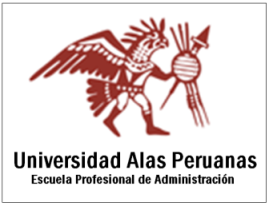 Universidad Alas Peruanas
Escuela Profesional de Administración